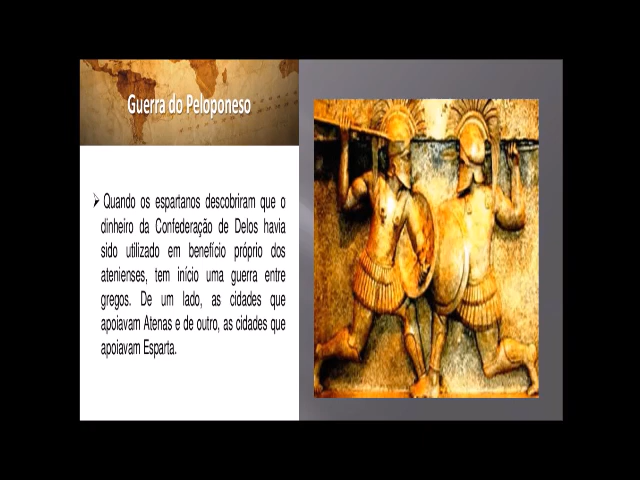 Guerra do Peloponeso
Quando os espartanos descobriram que o
dinheiro da Confederação de Delos havia
sido utilizado em benefício próprio dos
atenienses, tem início uma guerra entre
gregos. De um lado, as cidades que
apoiavam Atenas e de outro, as cidades que
apoiavam Esparta.